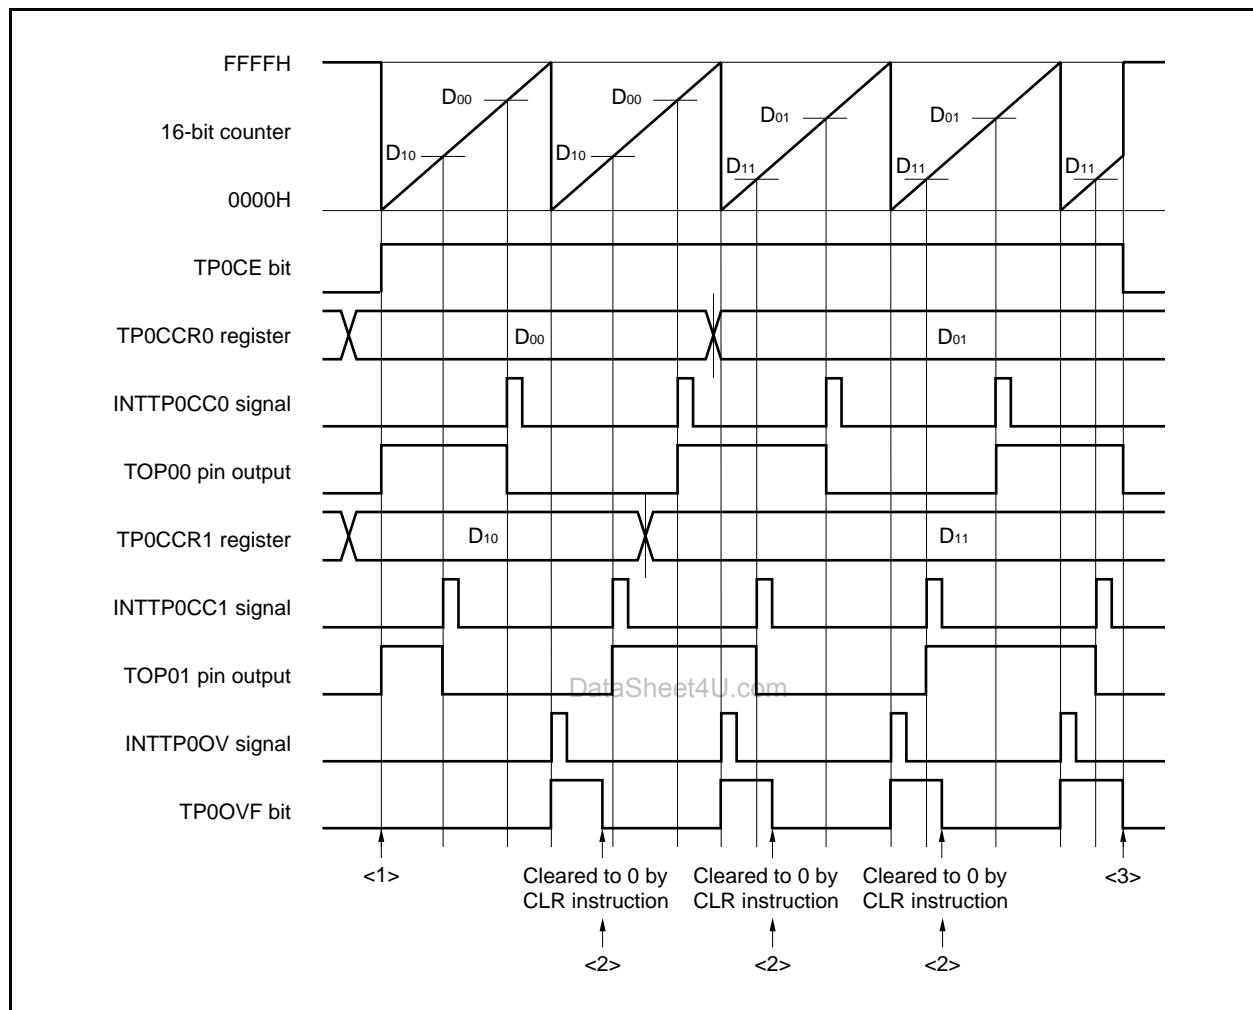 FFFFH
D00
D00
D01
D01
16-bit counter
D10
D10
D11
D11
D11
0000H
TP0CE bit
TP0CCR0 register
D00
D01
INTTP0CC0 signal
TOP00 pin output
TP0CCR1 register
D10
D11
INTTP0CC1 signal
TOP01 pin output
DataSheet4U.com
INTTP0OV signal
TP0OVF bit
<1>
Cleared to 0 by
CLR instruction
Cleared to 0 by
CLR instruction
Cleared to 0 by
CLR instruction
<3>
<2>
<2>
<2>